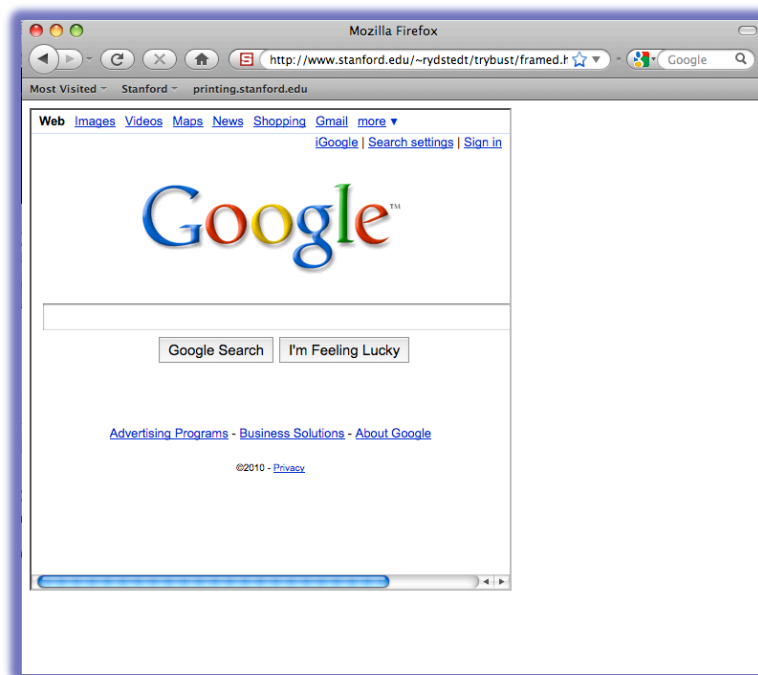 Mozilla Firefox
http://www.stanford.edu/~rydstedt/trybust/framed.h
Google
Most Visited Stanford printing.stanford.edu
Web Images Videos Maps News Shopping Gmail more ▼
iGoogle | Search settings | Sign in
Google™
Google Search I'm Feeling Lucky
Advertising Programs - Business Solutions - About Google
©2010 - Privacy